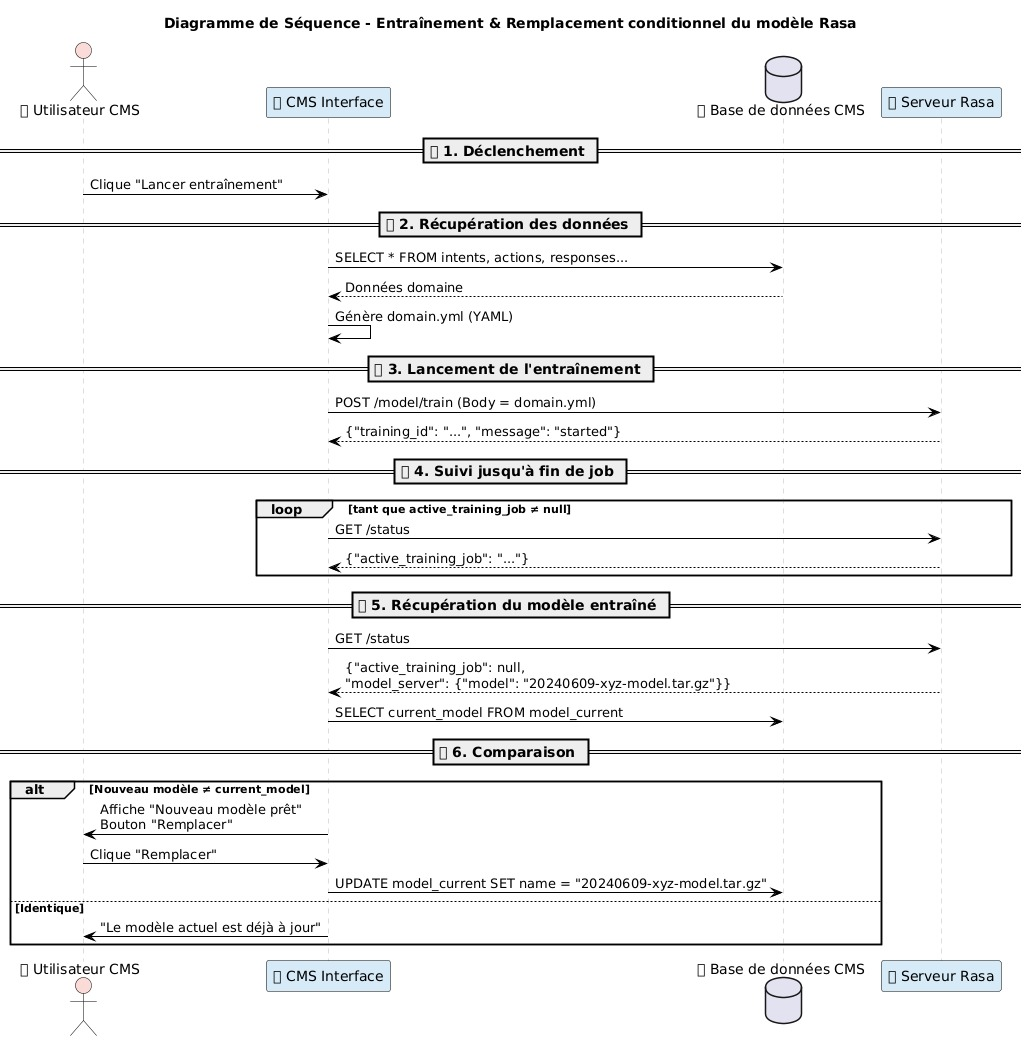 Diagramme de Séquence - Entraînement & Remplacement conditionnel du modèle Rasa
Utilisateur CMS
CMS Interface
Base de données CMS
Serveur Rasa
1. Déclenchement
Clique "Lancer entraînement"
2. Récupération des données
SELECT * FROM intents, actions, responses...
Données domaine
Génère domain.yml (YAML)
3. Lancement de l'entraînement
POST /model/train (Body = domain.yml)
{"training_id": "...", "message": "started"}
4. Suivi jusqu'à fin de job
loop [tant que active_training_job ≠ null]
GET /status
{"active_training_job": "..."}
5. Récupération du modèle entraîné
GET /status
{"active_training_job": null,
"model_server": {"model": "20240609-xyz-model.tar.gz"}}
SELECT current_model FROM model_current
6. Comparaison
alt [Nouveau modèle ≠ current_model]
Affiche "Nouveau modèle prêt"
Bouton "Remplacer"
Clique "Remplacer"
UPDATE model_current SET name = "20240609-xyz-model.tar.gz"
[Identique]
"Le modèle actuel est déjà à jour"
Utilisateur CMS
CMS Interface
Base de données CMS
Serveur Rasa